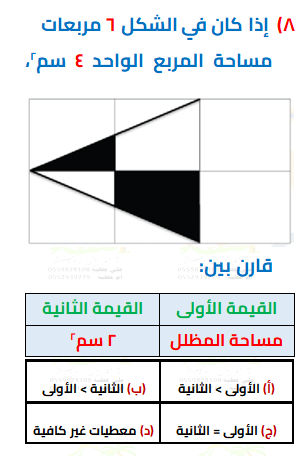 ٨) إذا كان في الشكل ٦ مربعات
مساحة المربع الواحد ٤ سم٢،
قارن بين:
القيمة الأولى القيمة الثانية
مساحة المظلل ٢ سم٢
(أ) الأولى > الثانية (ب) الثانية > الأولى
(ج) الأولى = الثانية (د) معطيات غير كافية